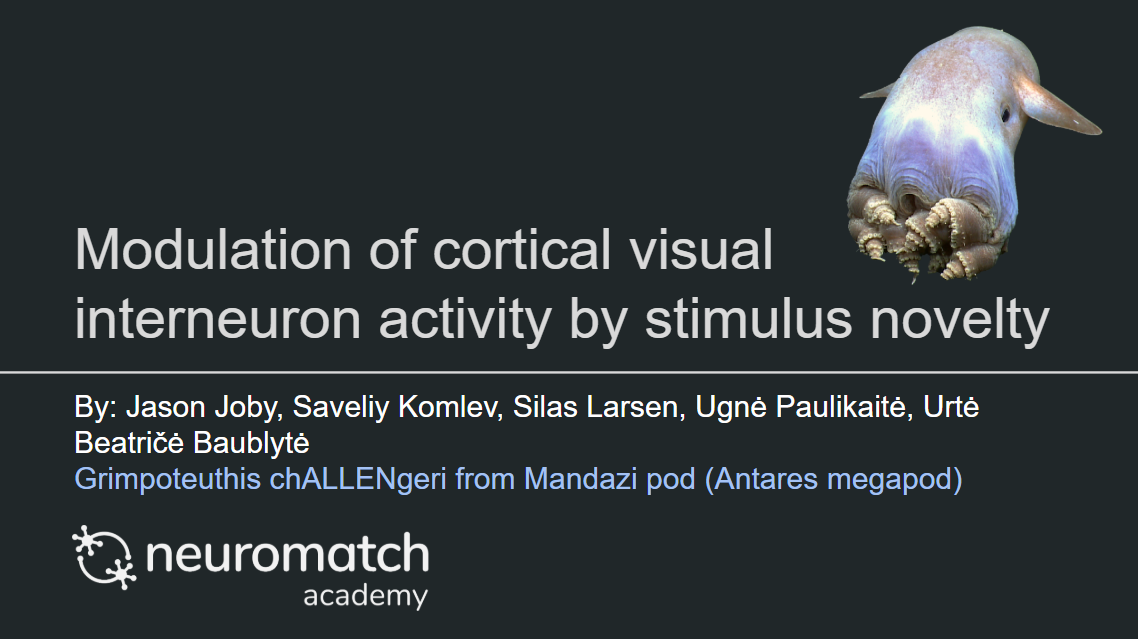 Modulation of cortical visual
interneuron activity by stimulus novelty
By: Jason Joby, Saveliy Komlev, Silas Larsen, Ugnė Paulikaitė, Urtė
Beatričė Baublytė
Grimpoteuthis chALLENgeri from Mandazi pod (Antares megapod)
neuromatch
academy